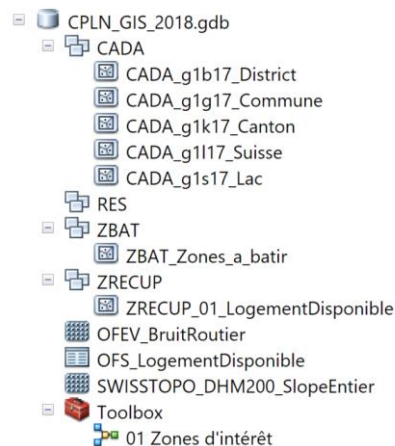 CPLN_GIS_2018.gdb
CADA
CADA_g1b17_District
CADA_g1g17_Commune
CADA_g1k17_Canton
CADA_g1l17_Suisse
CADA_g1s17_Lac
RES
ZBAT
ZBAT_Zones_a_batir
ZRECUP
ZRECUP_01_LogementDisponible
OFEV_BruitRoutier
OFS_LogementDisponible
SWISSTOPO_DHM200_SlopeEntier
Toolbox
01 Zones d'intérêt